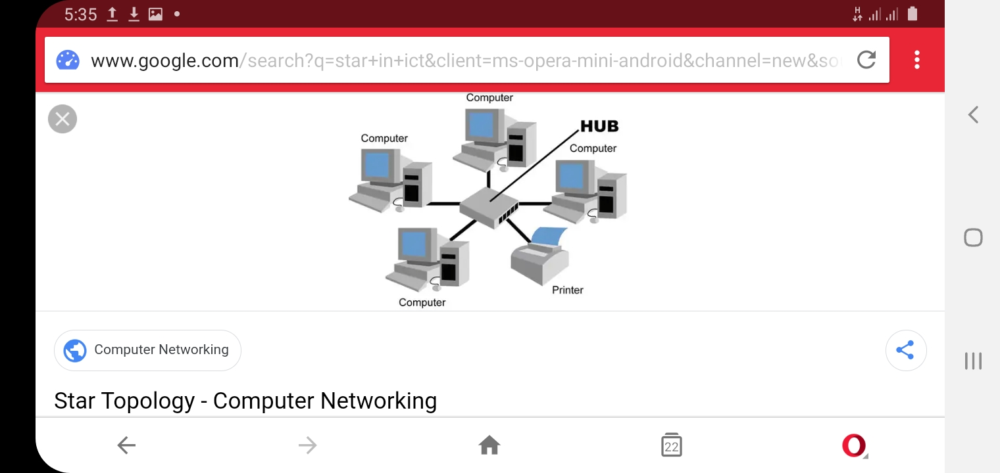 5:35
H
www.google.com/search?q=star+in+ict&client=ms-opera-mini-android&channel=new&so
Computer
HUB
Computer
Computer
Printer
Computer
Computer Networking
Star Topology - Computer Networking
22